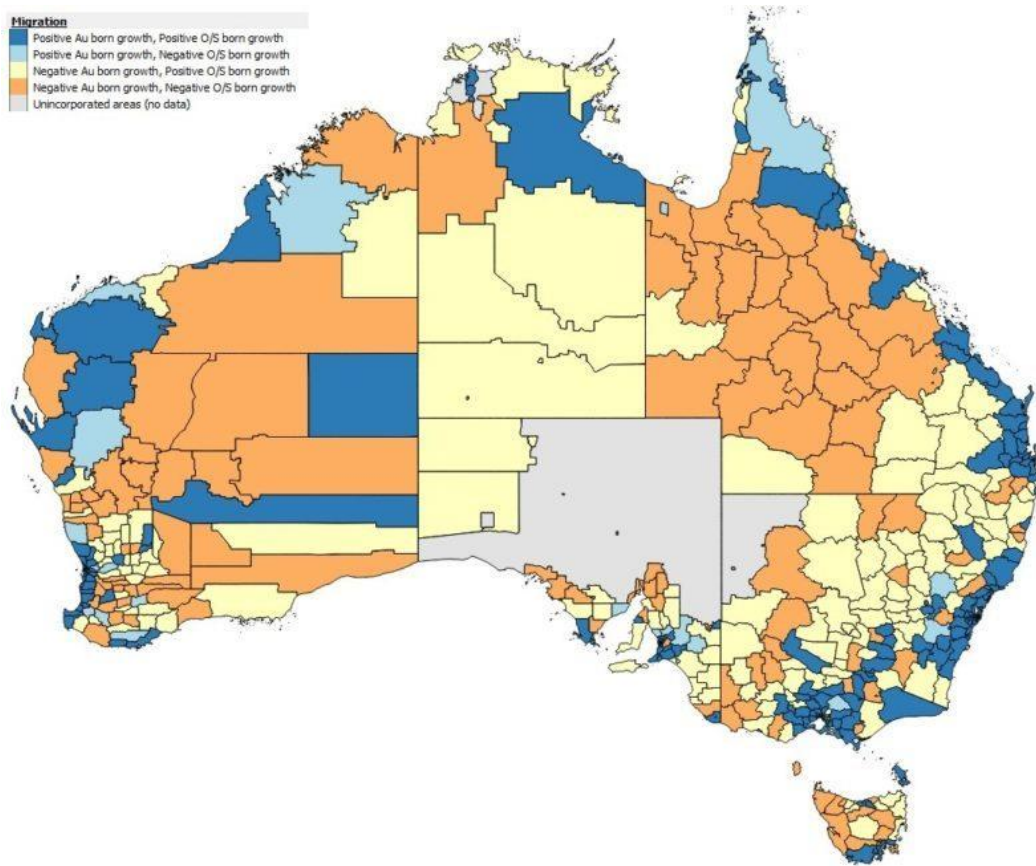 Migration
Positive Au born growth, Positive O/S born growth
Positive Au born growth, Negative O/S born growth
Negative Au born growth, Positive O/S born growth
Negative Au born growth, Negative O/S born growth
Unincorporated areas (no data)